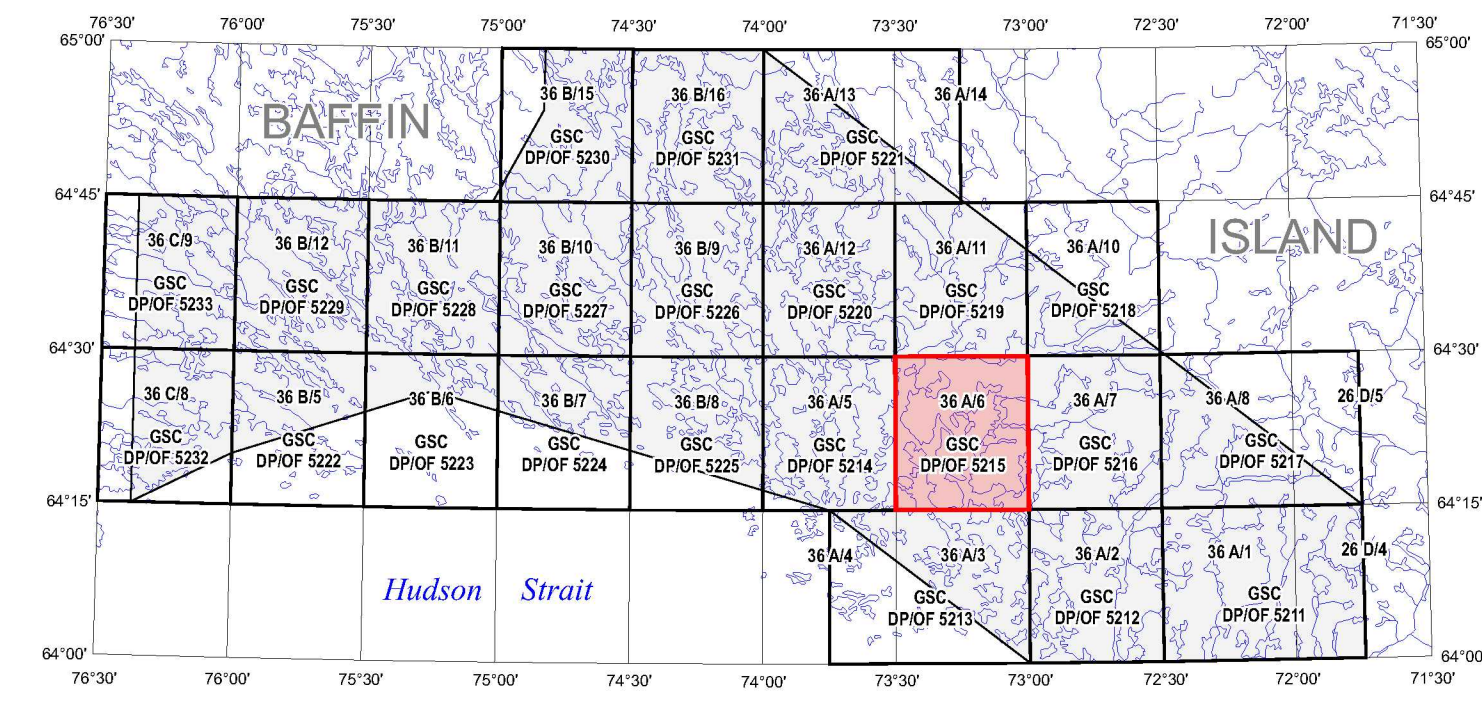 76°30' 76°00' 75°30' 75°00' 74°30' 74°00' 73°30' 73°00' 72°30' 72°00' 71°30'
65°00' 65°00'
36 B/15 36 B/16 36 A/13 36 A/14
BAFFIN
GSC GSC GSC
DP/OF 5230 DP/OF 5231 DP/OF 5221
64°45' 64°45'
ISLAND
36 C/9 36 B/12 36 B/11 36 B/10 36 B/9 36 A/12 36 A/11 36 A/10
GSC GSC GSC GSC GSC GSC GSC GSC
DP/OF 5233 DP/OF 5229 DP/OF 5228 DP/OF 5227 DP/OF 5226 DP/OF 5220 DP/OF 5219 DP/OF 5218
64°30' 64°30'
36 C/8 36 B/5 36 B/6 36 B/7 36 B/8 36 A/5 36 A/6 36 A/7 36 A/8 26 D/5
GSC GSC GSC GSC GSC GSC GSC GSC GSC
DP/OF 5232 DP/OF 5222 DP/OF 5223 DP/OF 5224 DP/OF 5225 DP/OF 5214 DP/OF 5215 DP/OF 5216 DP/OF 5217
64°15' 64°15'
36 A/4 36 A/3 36 A/2 36 A/1 26 D/4
Hudson Strait
GSC GSC GSC
DP/OF 5213 DP/OF 5212 DP/OF 5211
64°00' 64°00'
76°30' 76°00' 75°30' 75°00' 74°30' 74°00' 73°30' 73°00' 72°30' 72°00' 71°30'